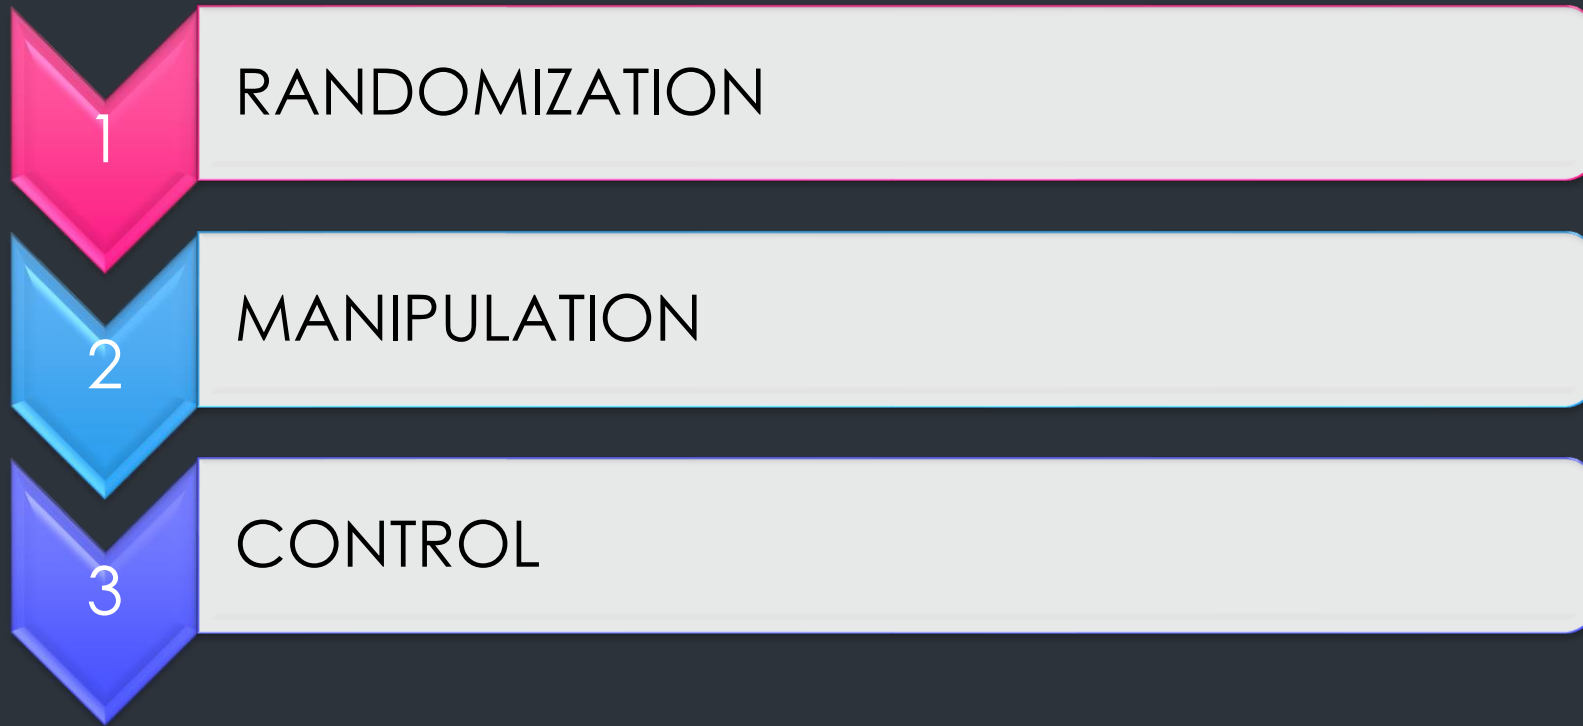 1
RANDOMIZATION
2
MANIPULATION
3
CONTROL